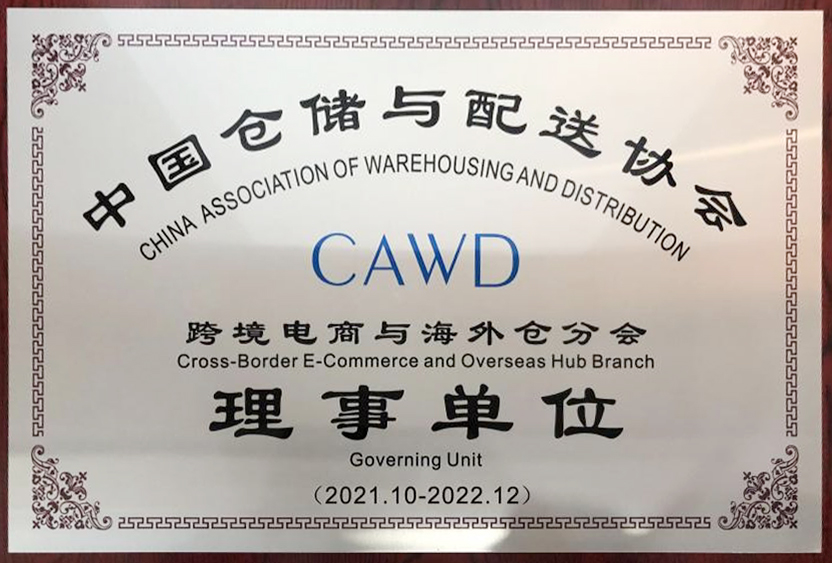 中国仓储与配送协会
CHINA ASSOCIATION OF WAREHOUSING AND DISTRIBUTION
CAWD
跨境电商与海外仓分会
Cross-Border E-Commerce and Overseas Hub Branch
理事单位
Governing Unit
（2021.10-2022.12）